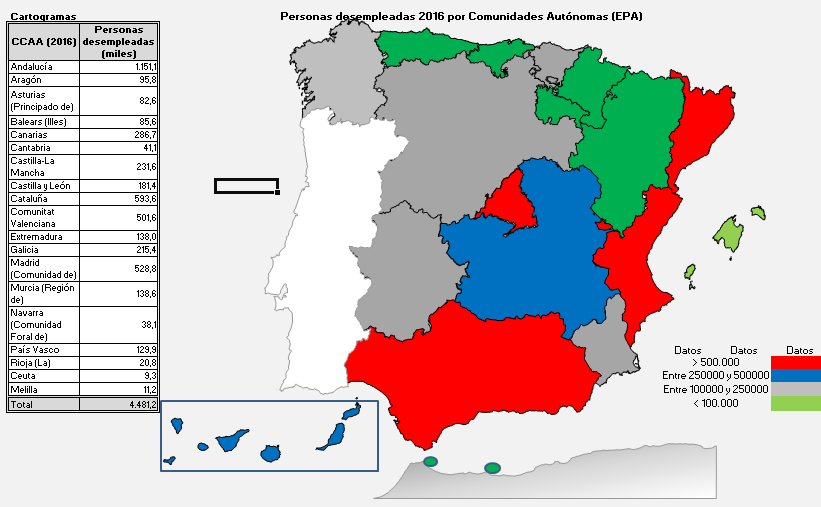 Cartogramas
Personas desempleadas 2016 por Comunidades Autónomas (EPA)
CCAA (2016)
Personas
desempleadas
(miles)
Andalucía 1.151,1
Aragón 95,8
Asturias
(Principado de) 82,6
Balears (Illes) 85,6
Canarias 286,7
Cantabria 41,1
Castilla-La
Mancha 231,6
Castilla y León 181,4
Cataluña 593,6
Comunitat
Valenciana 501,6
Extremadura 138,0
Galicia 215,4
Madrid
(Comunidad de) 528,8
Murcia (Región
de) 138,6
Navarra
(Comunidad
Foral de) 38,1
País Vasco 129,9
Rioja (La) 20,8
Ceuta 9,3
Melilla 11,2
Total 4.481,2
Datos Datos Datos
> 500.000
Entre 250000 y 500000
Entre 100000 y 250000
< 100.000